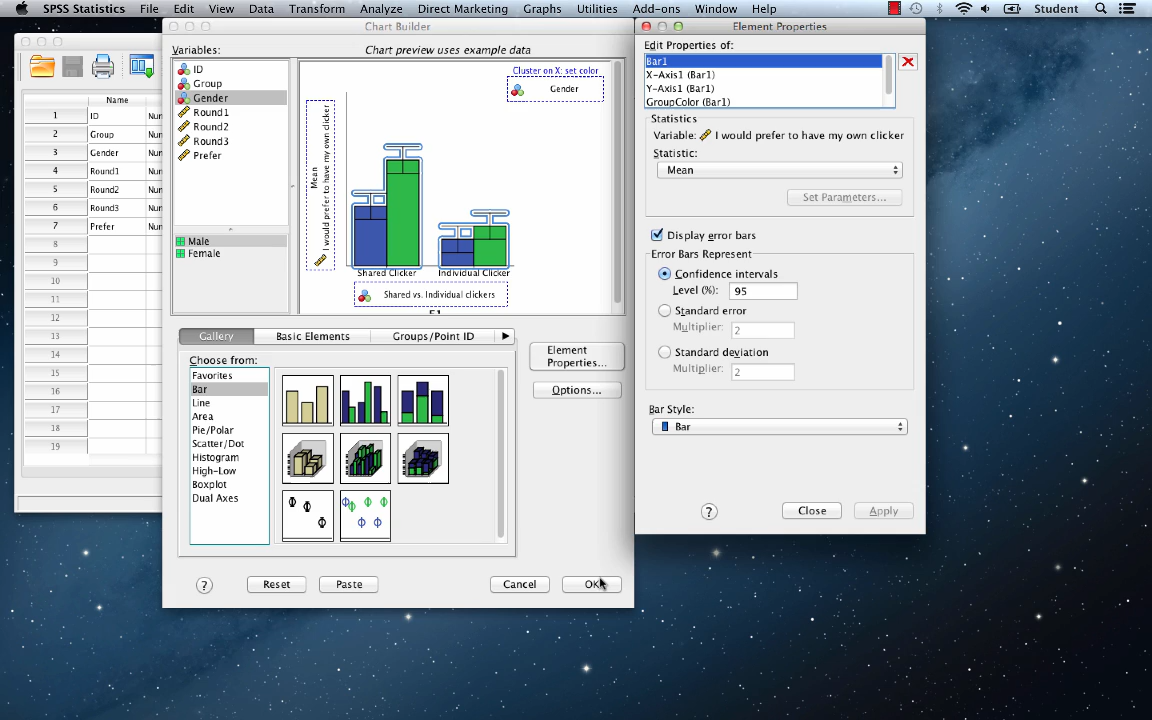 SPSS Statistics File Edit View Data Transform Analyze Direct Marketing Graphs Utilities Add-ons Window Help Student
Chart Builder
Element Properties
Variables:
Chart preview uses example data
ID
Group
Gender
Round1
Round2
Round3
Prefer
Male
Female
Cluster on X: set color
Gender
Mean
I would prefer to have my own clicker
Shared Clicker Individual Clicker
Shared vs. Individual clickers
Name
1 ID Num
2 Group Num
3 Gender Num
4 Round1 Num
5 Round2 Num
6 Round3 Num
7 Prefer Num
8
9
10
11
12
13
14
15
16
17
18
19
Gallery Basic Elements Groups/Point ID
Choose from:
Favorites
Bar
Line
Area
Pie/Polar
Scatter/Dot
Histogram
High-Low
Boxplot
Dual Axes
Element Properties...
Options...
? Reset Paste Cancel OK
Edit Properties of:
Bar1
X-Axis1 (Bar1)
Y-Axis1 (Bar1)
GroupColor (Bar1)
Statistics
Variable: I would prefer to have my own clicker
Statistic:
Mean
Set Parameters...
Display error bars
Error Bars Represent
Confidence intervals
Level (%): 95
Standard error
Multiplier: 2
Standard deviation
Multiplier: 2
Bar Style:
Bar
? Close Apply